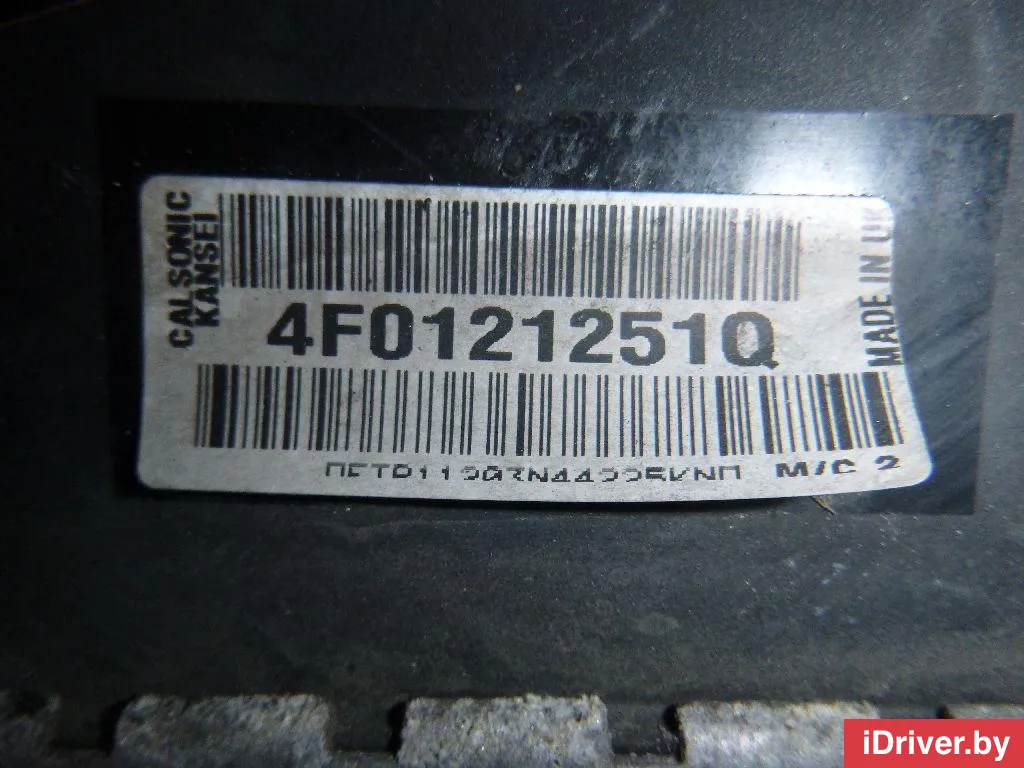 CALSONIC
KANSEI
4F0121251Q
MADE IN UK
M/C 2
iDriver.by